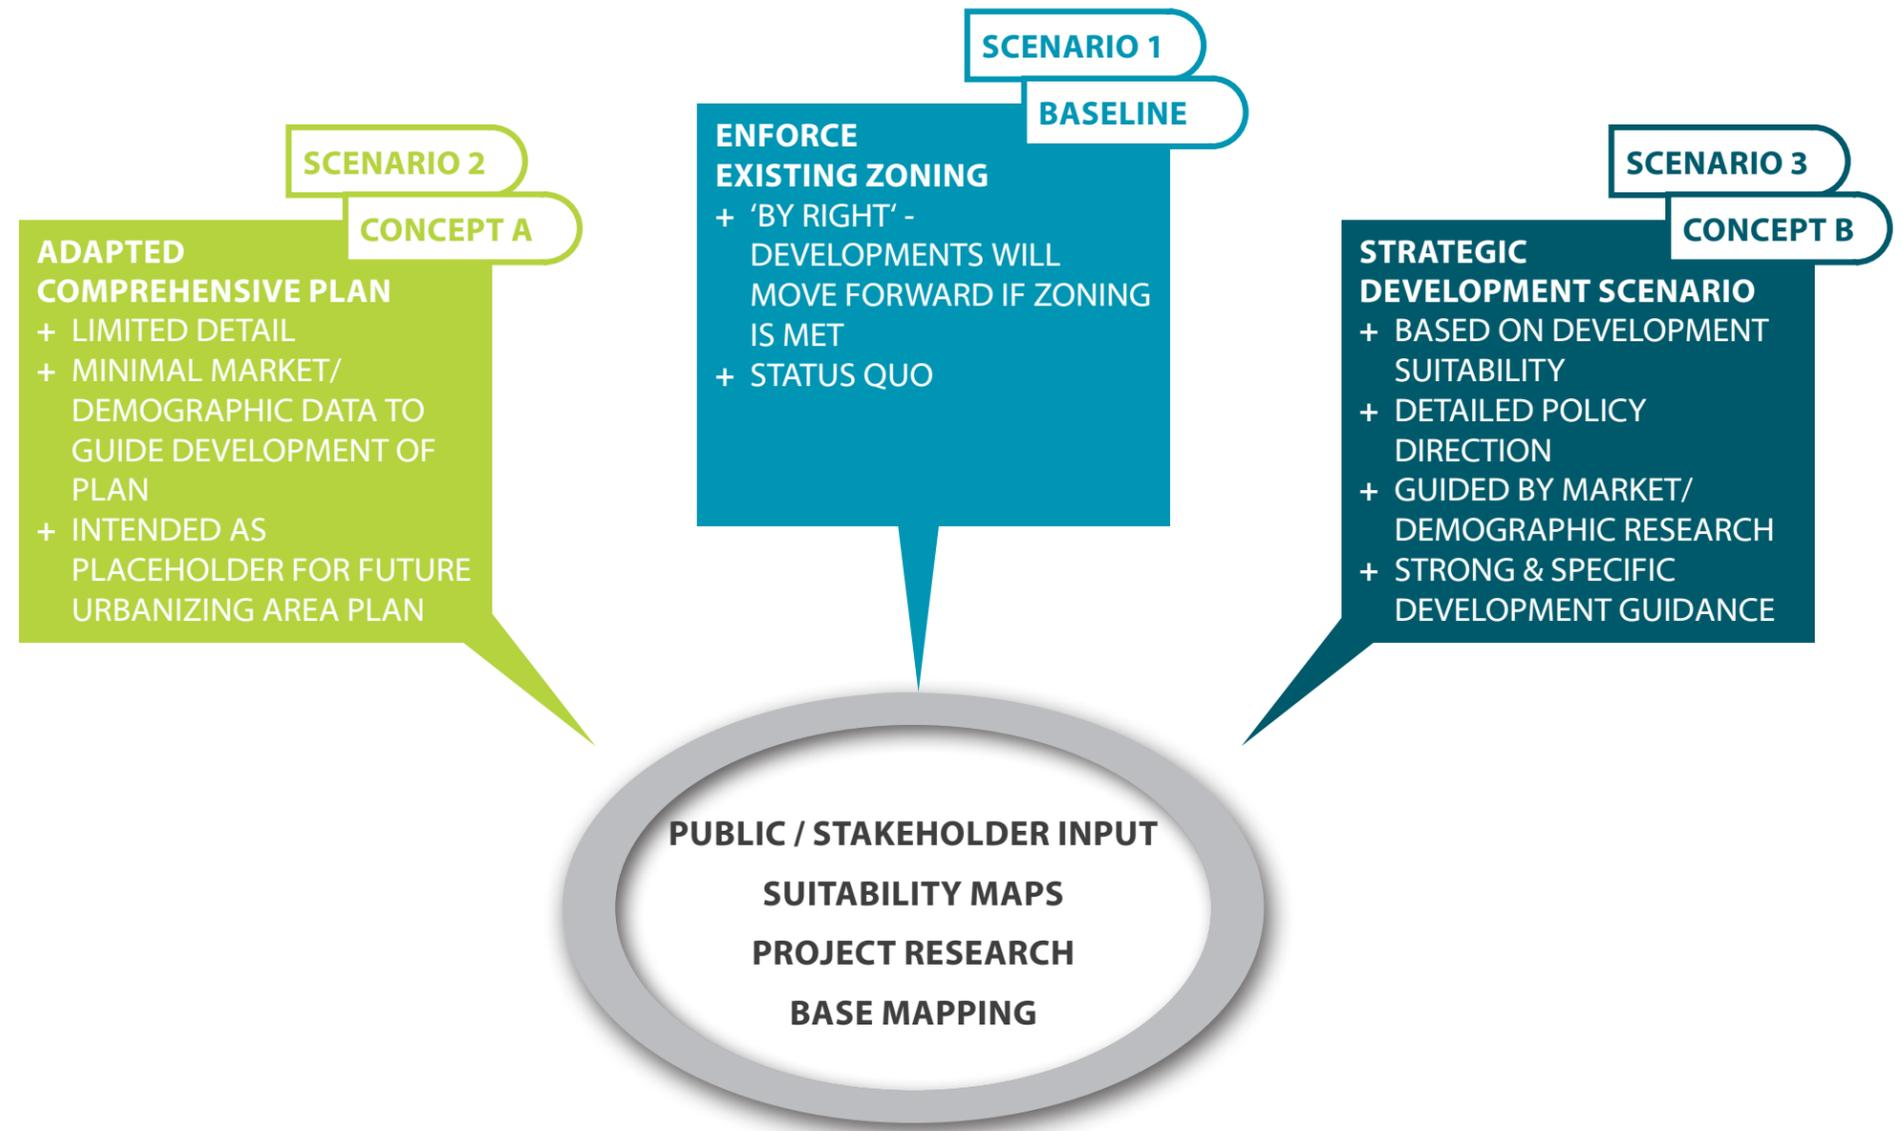 SCENARIO 2
CONCEPT A
ADAPTED
COMPREHENSIVE PLAN
+ LIMITED DETAIL
+ MINIMAL MARKET/
DEMOGRAPHIC DATA TO
GUIDE DEVELOPMENT OF
PLAN
+ INTENDED AS
PLACEHOLDER FOR FUTURE
URBANIZING AREA PLAN
SCENARIO 1
BASELINE
ENFORCE
EXISTING ZONING
+ ‘BY RIGHT‘ -
DEVELOPMENTS WILL
MOVE FORWARD IF ZONING
IS MET
+ STATUS QUO
SCENARIO 3
CONCEPT B
STRATEGIC
DEVELOPMENT SCENARIO
+ BASED ON DEVELOPMENT
SUITABILITY
+ DETAILED POLICY
DIRECTION
+ GUIDED BY MARKET/
DEMOGRAPHIC RESEARCH
+ STRONG & SPECIFIC
DEVELOPMENT GUIDANCE
PUBLIC / STAKEHOLDER INPUT
SUITABILITY MAPS
PROJECT RESEARCH
BASE MAPPING